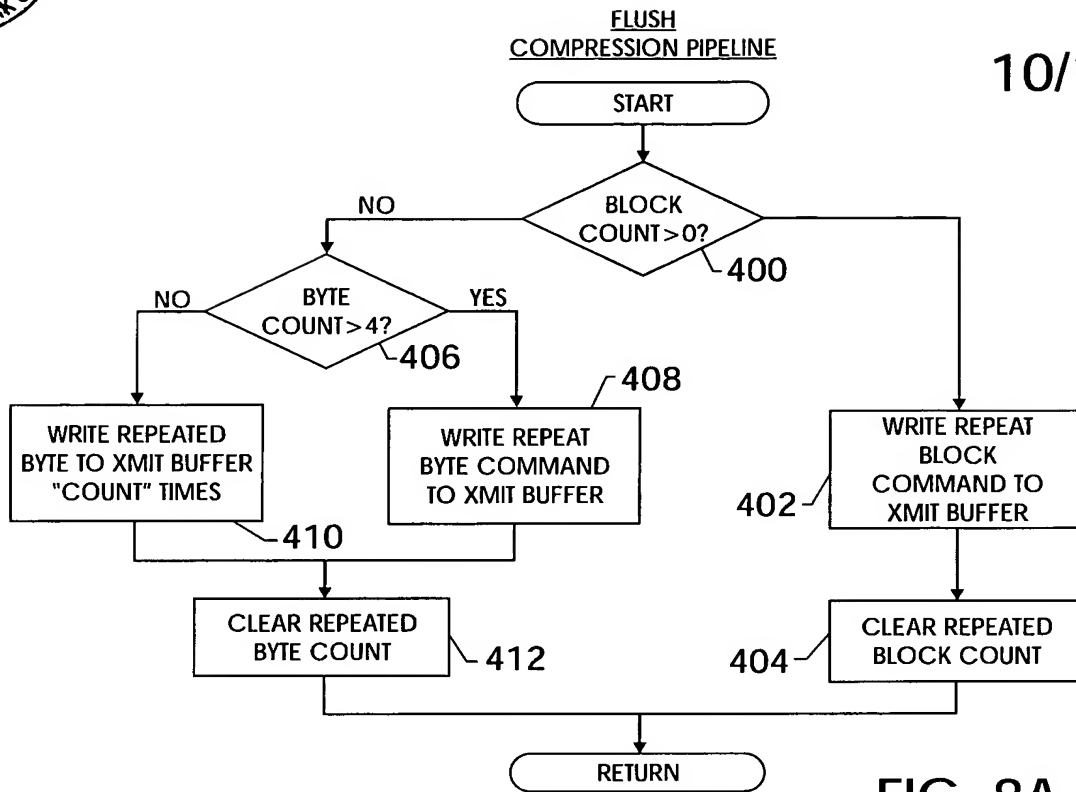 FLUSH
COMPRESSION PIPELINE
10/
START
BLOCK
COUNT>0?
400
NO
BYTE
COUNT>4?
406
NO
YES
408
WRITE REPEATED
BYTE TO XMIT BUFFER
"COUNT" TIMES
410
WRITE REPEAT
BYTE COMMAND
TO XMIT BUFFER
WRITE REPEAT
BLOCK
COMMAND TO
XMIT BUFFER
402
CLEAR REPEATED
BYTE COUNT
412
CLEAR REPEATED
BLOCK COUNT
404
RETURN